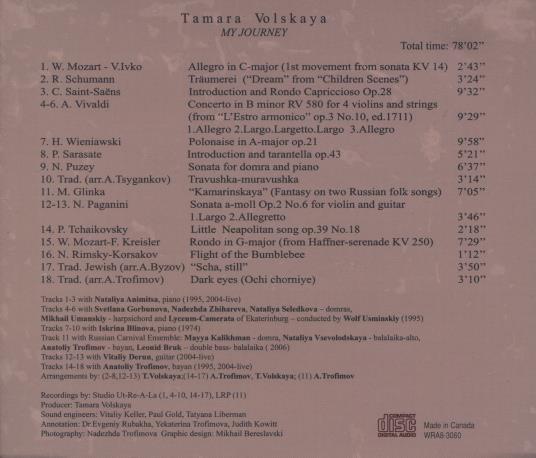 Tamara Volskaya
MY JOURNEY
Total time: 78'02"
1. W. Mozart - V.Ivko Allegro in C-major (1st movement from sonata KV 14) 2'43"
2. R. Schumann Träumerei ("Dream" from "Children Scenes") 3'24"
3. C. Saint-Saëns Introduction and Rondo Capriccioso Op.28 9'32"
4-6. A. Vivaldi Concerto in B minor RV 580 for 4 violins and strings
(from "L'Estro armonico" op.3 No.10, ed.1711) 9'29"
1.Allegro 2.Largo.Largetto.Largo 3.Allegro
7. H. Wieniawski Polonaise in A-major op.21 9'58"
8. P. Sarasate Introduction and tarantella op.43 5'21"
9. N. Puzey Sonata for domra and piano 6'37"
10. Trad. (arr.A.Tsygankov) Travushka-muravushka 3'14"
11. M. Glinka "Kamarinskaya" (Fantasy on two Russian folk songs) 7'05"
12-13. N. Paganini Sonata a-moll Op.2 No.6 for violin and guitar
1.Largo 2.Allegretto 3'46"
14. P. Tchaikovsky Little Neapolitan song op.39 No.18 2'18"
15. W. Mozart-F. Kreisler Rondo in G-major (from Haffner-serenade KV 250) 7'29"
16. N. Rimsky-Korsakov Flight of the Bumblebee 1'12"
17. Trad. Jewish (arr.A.Byzov) "Scha, still" 3'50"
18. Trad. (arr.A.Trofimov) Dark eyes (Ochi chorniye) 3'10"
Tracks 1-3 with Nataliya Animitsa, piano (1995, 2004-live)
Tracks 4-6 with Svetlana Gorbunova, Nadezhda Zhihareva, Nataliya Seledkova – domras,
Mikhail Umanskiy - harpsichord and Lyceum-Camerata of Ekaterinburg – conducted by Wolf Usminskiy (1995)
Tracks 7-10 with Iskrina Blinova, piano (1974)
Track 11 with Russian Carnival Ensemble: Mayya Kalikhman - domra, Nataliya Vsevolodskaya - balalaika-alto,
Anatoliy Trofimov - bayan, Leonid Bruk – double bass- balalaika ( 2006)
Tracks 12-13 with Vitaliy Derun, guitar (2004-live)
Tracks 14-18 with Anatoliy Trofimov, bayan (1995, 2004-live)
Arrangements by: (2-8,12-13) T.Volskaya;(14-17) A.Trofimov, T.Volskaya; (11) A.Trofimov
Recordings by: Studio Ut-Re-A-La (1, 4-10, 14-17), LRP (11)
Producer: Tamara Volskaya
Sound engineers: Vitaliy Keller, Paul Gold, Tatyana Liberman
Annotation: Dr.Evgeniy Rubakha, Yekaterina Trofimova, Judith Kowitt
Photography: Nadezhda Trofimova Graphic design: Mikhail Bereslavski
COMPACT
disc
DIGITAL AUDIO
Made in Canada
WRA8-3060